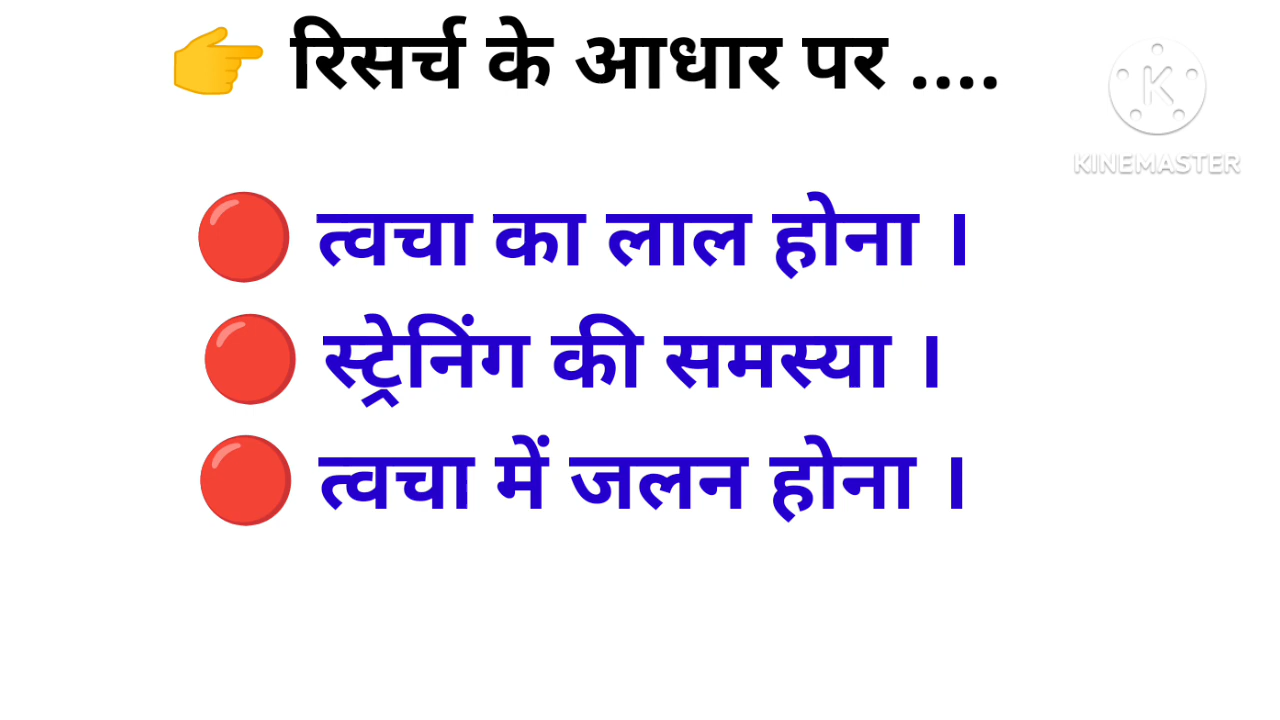 👉 रिसर्च के आधार पर ....
KINEMASTER
🔴 त्वचा का लाल होना ।
🔴 स्ट्रेनिंग की समस्या ।
🔴 त्वचा में जलन होना ।